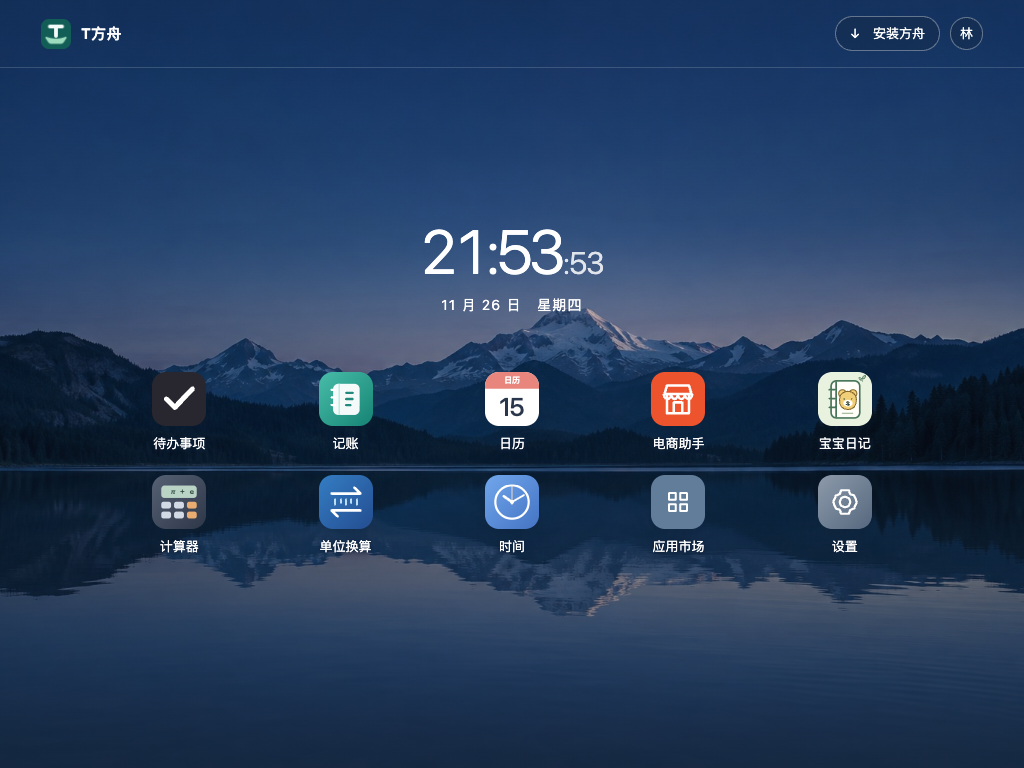 T方舟
安装方舟
林
21:53:53
11 月 26 日 星期四
待办事项
记账
日历
15
日历
电商助手
宝宝日记
计算器
单位换算
时间
应用市场
设置